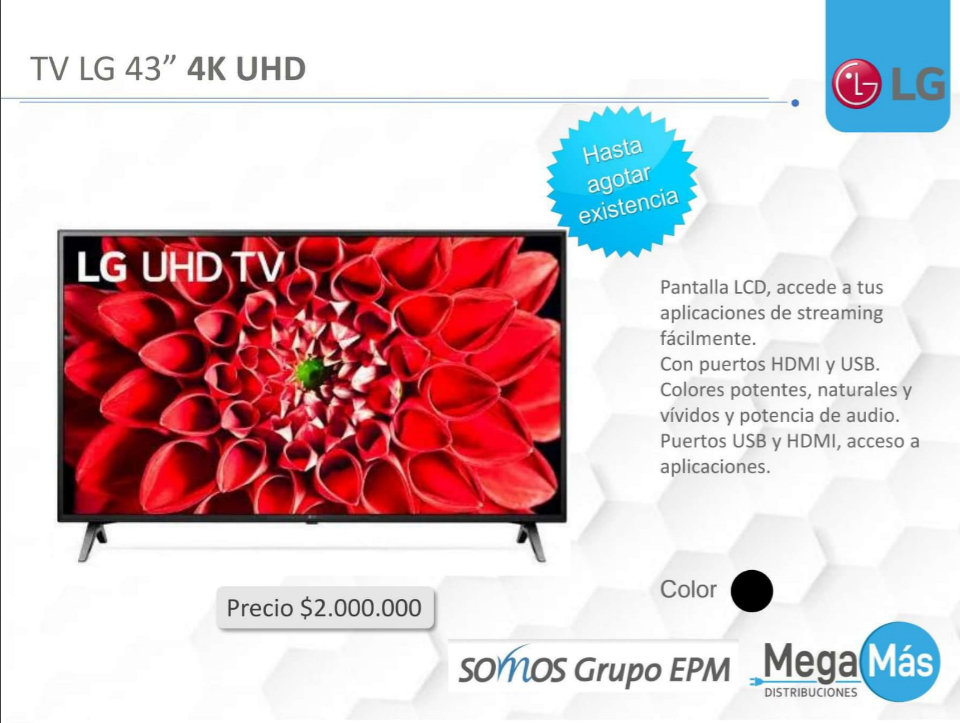 TV LG 43” 4K UHD
LG
Hasta
agotar
existencia
LG UHD TV
Pantalla LCD, accede a tus
aplicaciones de streaming
fácilmente.
Con puertos HDMI y USB.
Colores potentes, naturales y
vívidos y potencia de audio.
Puertos USB y HDMI, acceso a
aplicaciones.
Color
Precio $2.000.000
SOMOS Grupo EPM
Mega Más
DISTRIBUCIONES